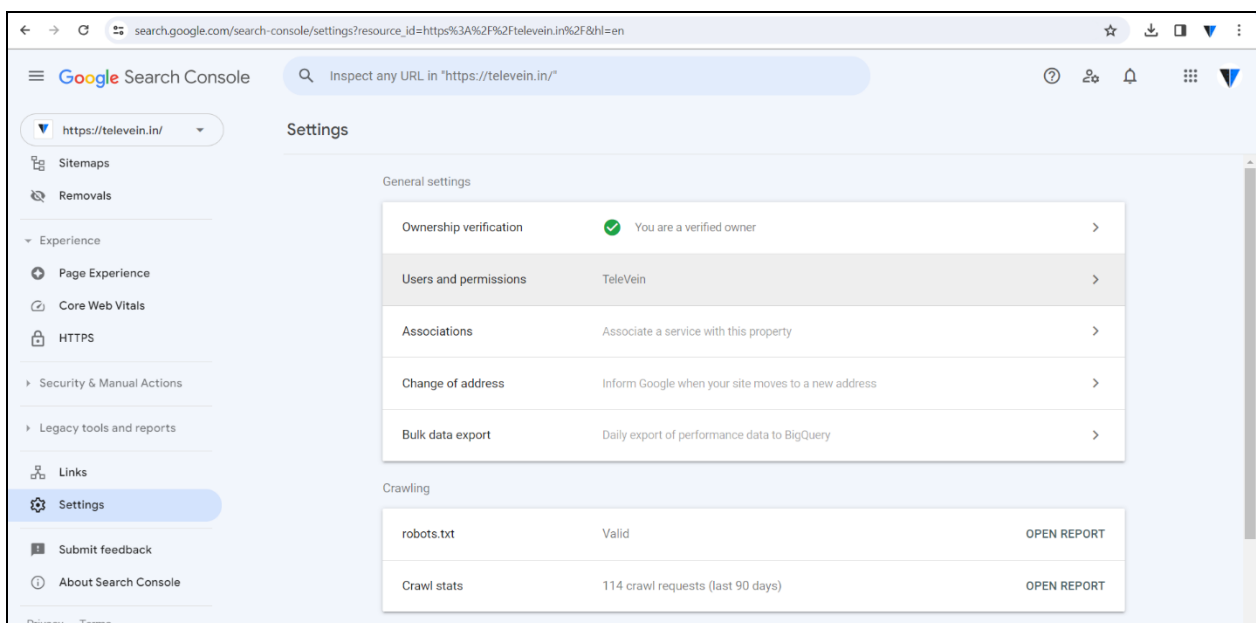 search.google.com/search-console/settings?resource_id=https%3A%2F%2Ftelevein.in%2F&hl=en
Google Search Console
Inspect any URL in "https://televein.in/"
https://televein.in/
Settings
Sitemaps
Removals
Experience
Page Experience
Core Web Vitals
HTTPS
Security & Manual Actions
Legacy tools and reports
Links
Settings
Submit feedback
About Search Console
Privacy Terms
General settings
Ownership verification You are a verified owner
Users and permissions TeleVein
Associations Associate a service with this property
Change of address Inform Google when your site moves to a new address
Bulk data export Daily export of performance data to BigQuery
Crawling
robots.txt Valid OPEN REPORT
Crawl stats 114 crawl requests (last 90 days) OPEN REPORT